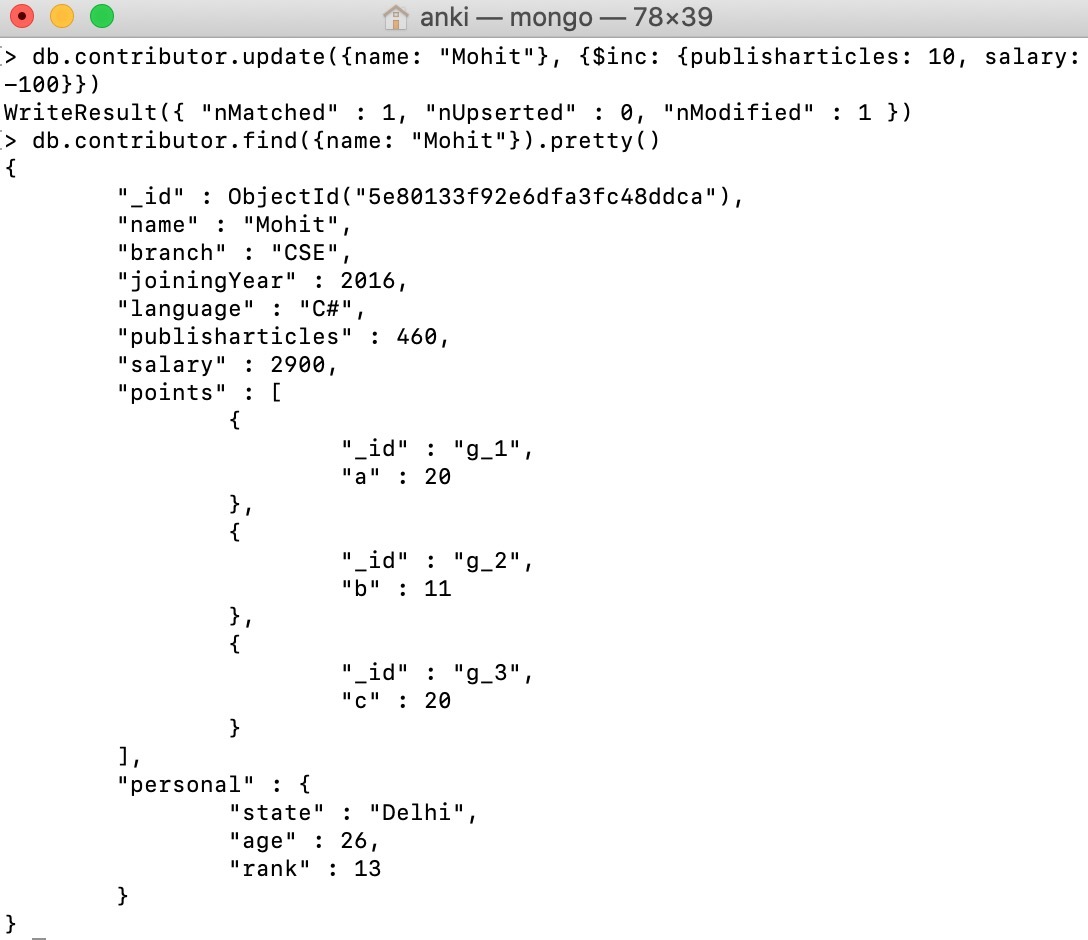 anki — mongo — 78×39
> db.contributor.update({name: "Mohit"}, {$inc: {publisharticles: 10, salary:
-100}})
WriteResult({ "nMatched" : 1, "nUpserted" : 0, "nModified" : 1 })
> db.contributor.find({name: "Mohit"}).pretty()
{
        "_id" : ObjectId("5e80133f92e6dfa3fc48ddca"),
        "name" : "Mohit",
        "branch" : "CSE",
        "joiningYear" : 2016,
        "language" : "C#",
        "publisharticles" : 460,
        "salary" : 2900,
        "points" : [
                {
                        "_id" : "g_1",
                        "a" : 20
                },
                {
                        "_id" : "g_2",
                        "b" : 11
                },
                {
                        "_id" : "g_3",
                        "c" : 20
                }
        ],
        "personal" : {
                "state" : "Delhi",
                "age" : 26,
                "rank" : 13
        }
}